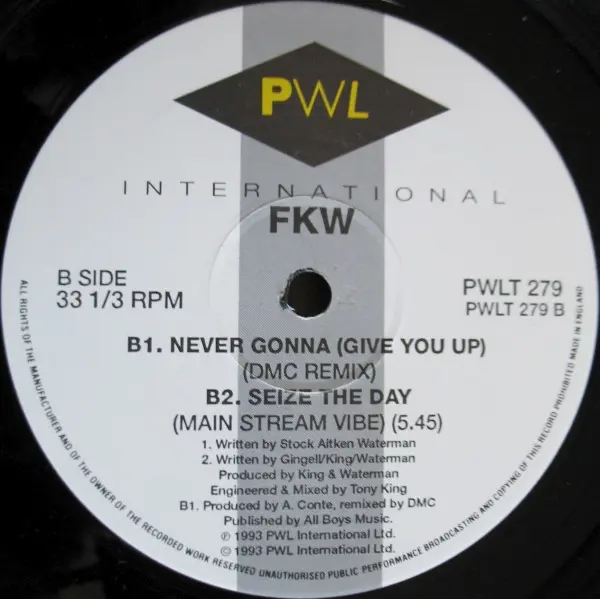 PWL
INTERNATIONAL
FKW
B SIDE
33 1/3 RPM
PWLT 279
PWLT 279 B
B1. NEVER GONNA (GIVE YOU UP)
(DMC REMIX)
B2. SEIZE THE DAY
(MAIN STREAM VIBE) (5.45)
1. Written by Stock Aitken Waterman
2. Written by Gingell/King/Waterman
Produced by King & Waterman
Engineered & Mixed by Tony King
B1. Produced by A. Conte, remixed by DMC
Published by All Boys Music.
℗ 1993 PWL International Ltd.
© 1993 PWL International Ltd.
ALL RIGHTS OF THE MANUFACTURER AND OF THE OWNER OF THE RECORDED WORK RESERVED UNAUTHORISED PUBLIC PERFORMANCE BROADCASTING AND COPYING OF THIS RECORD PROHIBITED MADE IN ENGLAND